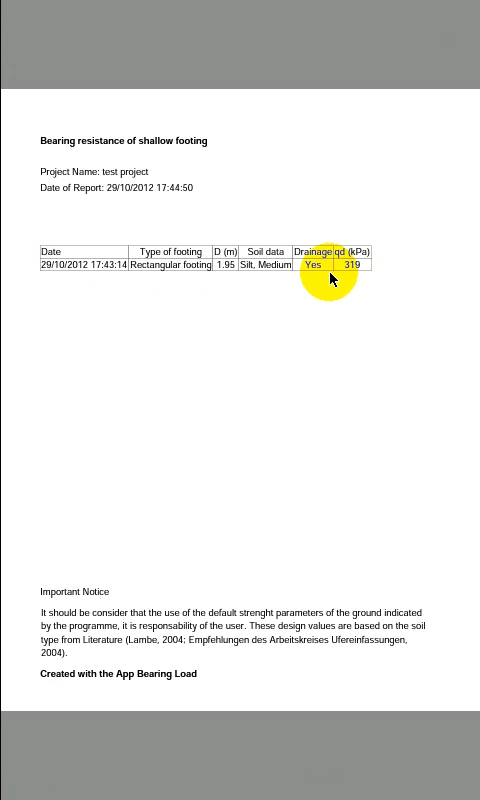 Bearing resistance of shallow footing
Project Name: test project
Date of Report: 29/10/2012 17:44:50
Date Type of footing D (m) Soil data Drainage qd (kPa)
29/10/2012 17:43:14 Rectangular footing 1.95 Silt, Medium Yes 319
Important Notice
It should be consider that the use of the default strenght parameters of the ground indicated
by the programme, it is responsability of the user. These design values are based on the soil
type from Literature (Lambe, 2004; Empfehlungen des Arbeitskreises Ufereinfassungen,
2004).
Created with the App Bearing Load